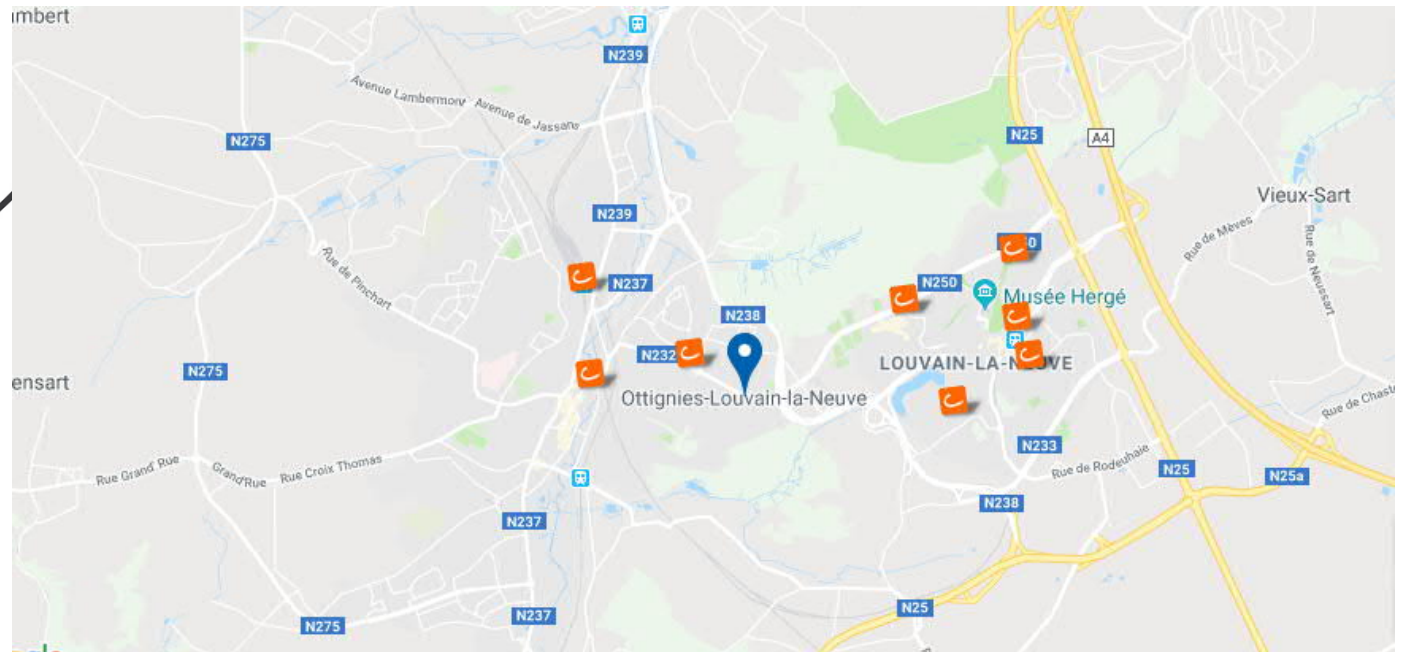 mbert
N239
Avenue Lambermont
Avenue de Jassans
N275
N25
A4
Vieux-Sart
N239
Rue de Mèves
Rue de Neussart
Rue de Pinchart
N237
N250
Musée Hergé
N238
N232
LOUVAIN-LA-NEUVE
ensart
N275
Ottignies-Louvain-la-Neuve
Rue de Chast
N233
Rue Grand' Rue
Grand'Rue
Rue Croix Thomas
Rue de Rodeuhaie
N25
N25a
N238
N237
N25
N237
N275